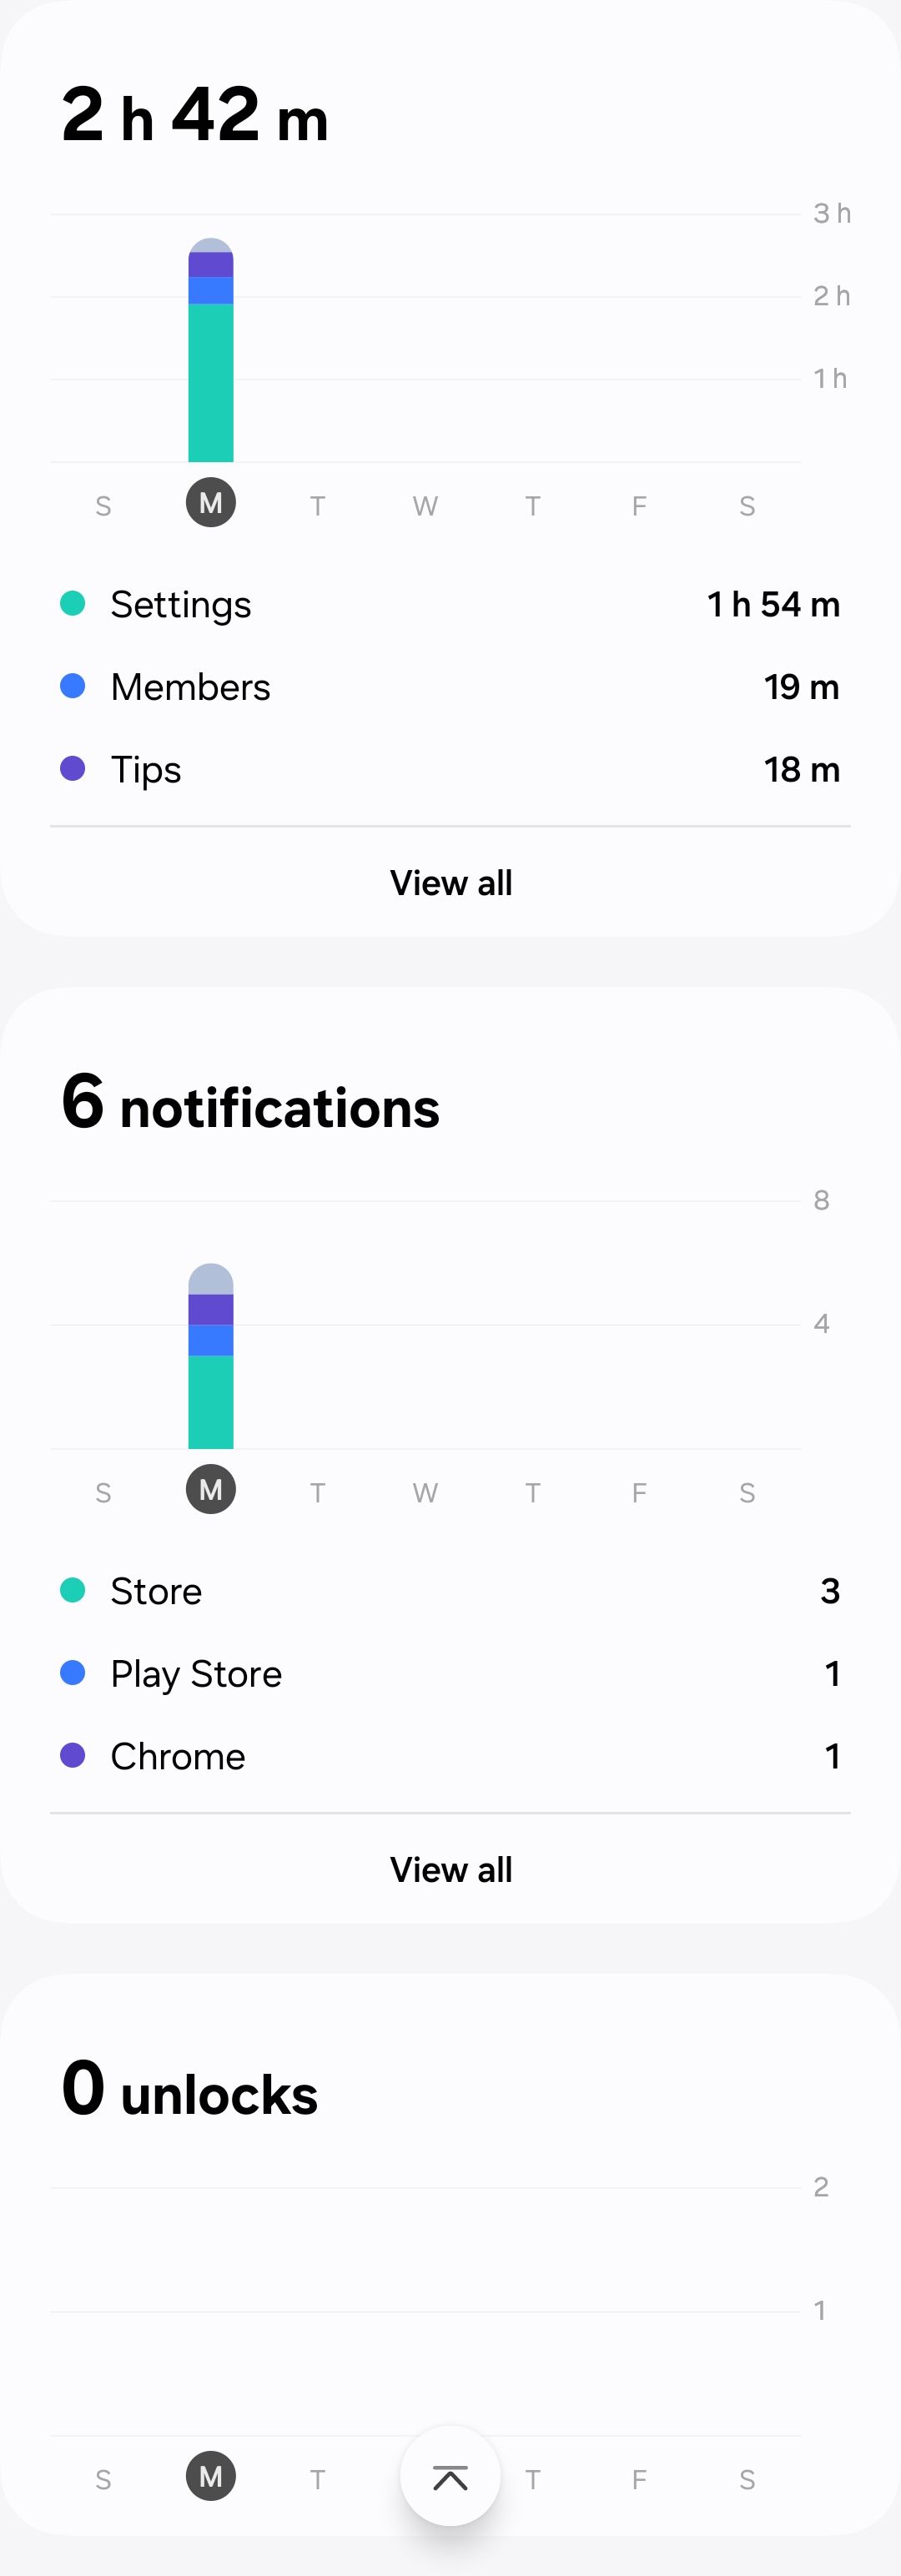 2 h 42 m
3 h
2 h
1 h
S M T W T F S
Settings 1 h 54 m
Members 19 m
Tips 18 m
View all
6 notifications
8
4
S M T W T F S
Store 3
Play Store 1
Chrome 1
View all
0 unlocks
2
1
S M T T F S